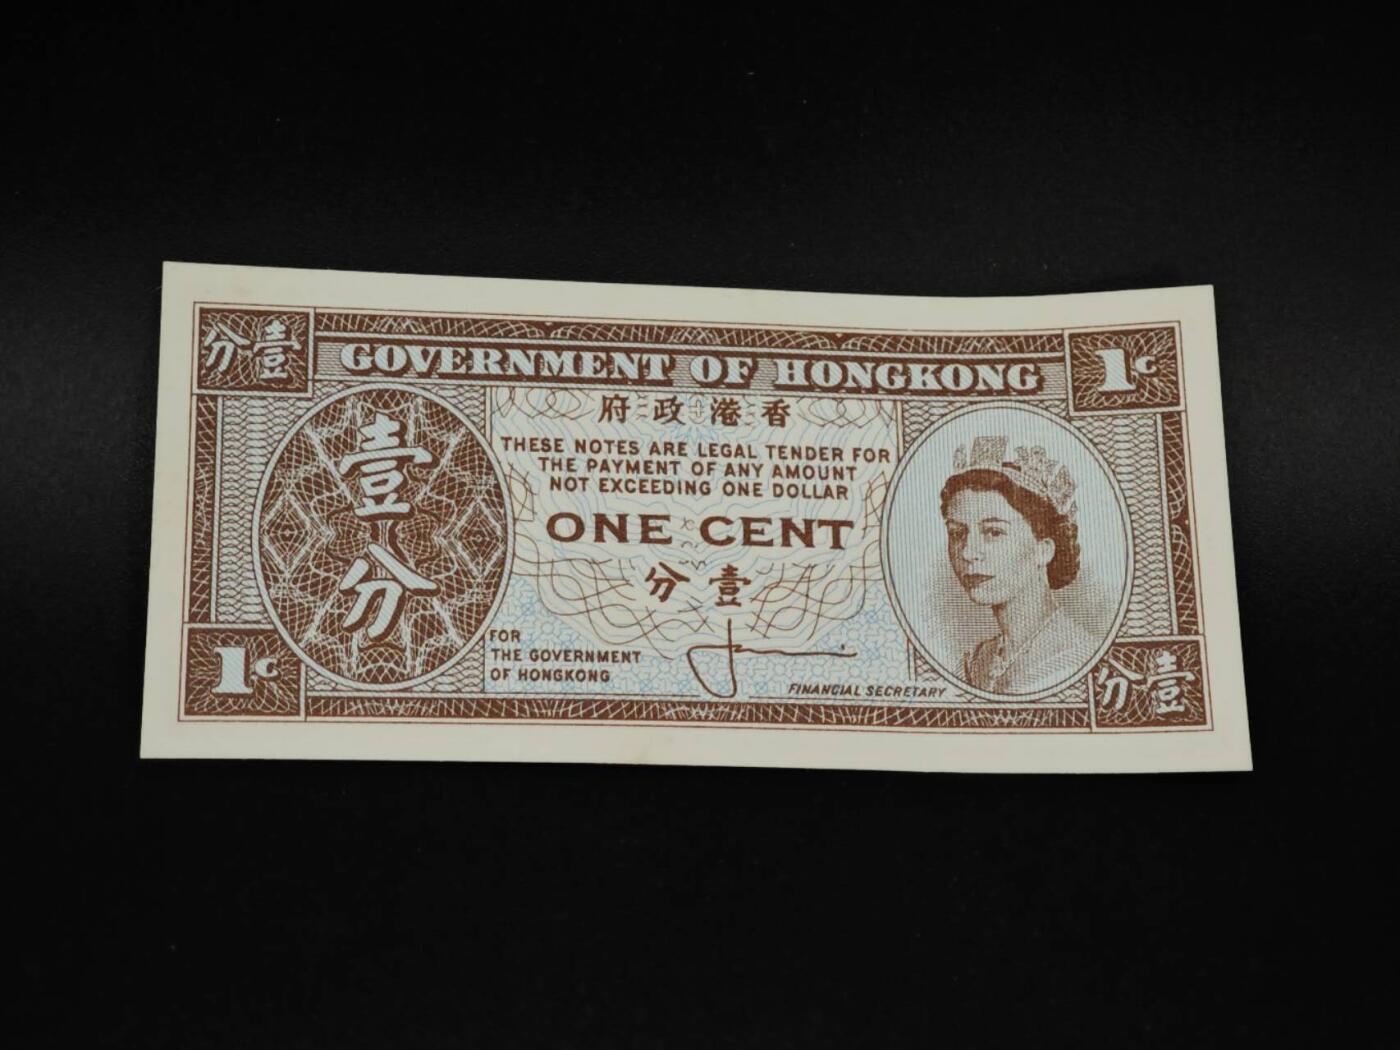 分壹
GOVERNMENT OF HONGKONG
1c
府政港香
THESE NOTES ARE LEGAL TENDER FOR
THE PAYMENT OF ANY AMOUNT
NOT EXCEEDING ONE DOLLAR
壹
分
ONE CENT
分壹
FOR
THE GOVERNMENT
OF HONGKONG
FINANCIAL SECRETARY
1c
分壹